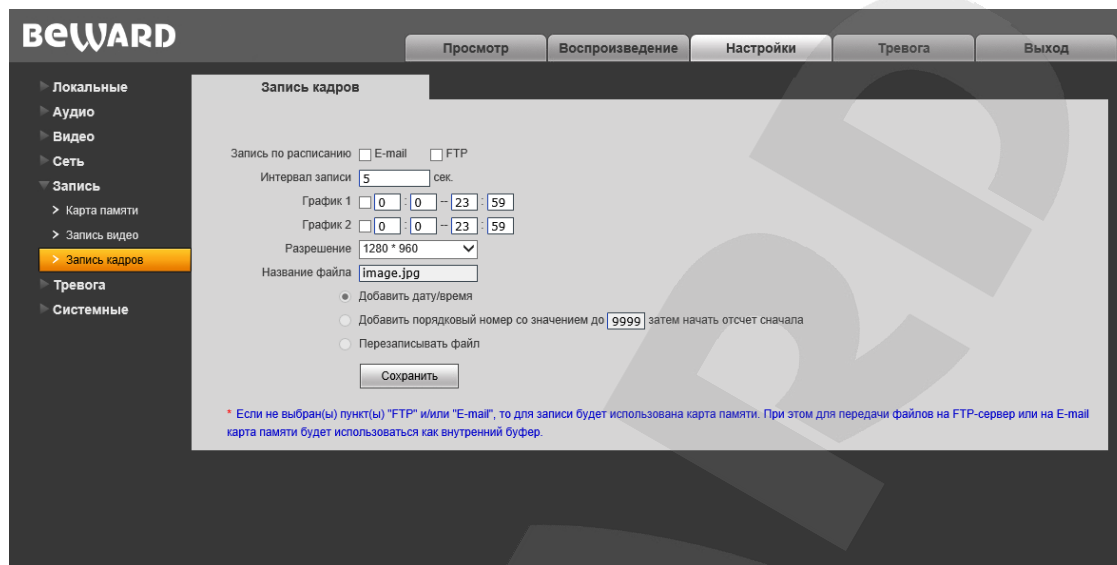 BEWARD
Просмотр Воспроизведение Настройки Тревога Выход
Локальные
Аудио
Видео
Сеть
Запись
> Карта памяти
> Запись видео
> Запись кадров
Тревога
Системные
Запись кадров
Запись по расписанию E-mail FTP
Интервал записи 5 сек.
График 1 0 : 0 -- 23 : 59
График 2 0 : 0 -- 23 : 59
Разрешение 1280 * 960
Название файла image.jpg
Добавить дату/время
Добавить порядковый номер со значением до 9999 затем начать отсчет сначала
Перезаписывать файл
Сохранить
* Если не выбран(ы) пункт(ы) "FTP" и/или "E-mail", то для записи будет использована карта памяти. При этом для передачи файлов на FTP-сервер или на E-mail
карта памяти будет использоваться как внутренний буфер.